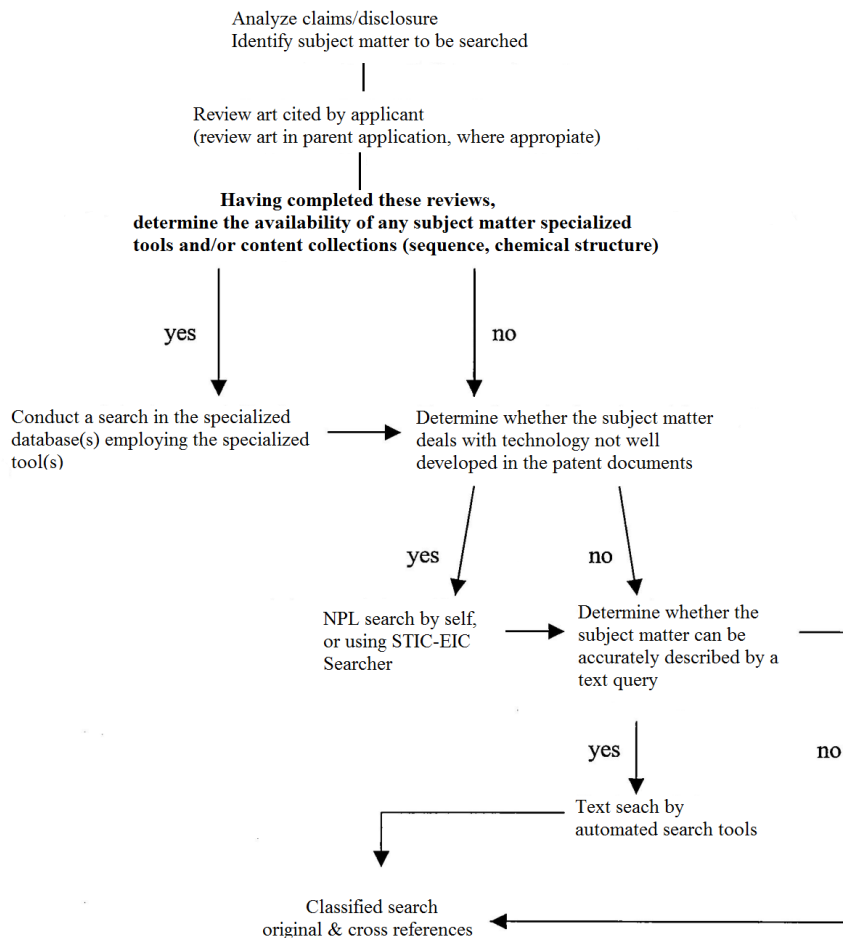 Analyze claims/disclosure
Identify subject matter to be searched
Review art cited by applicant
(review art in parent application, where appropiate)
Having completed these reviews,
determine the availability of any subject matter specialized
tools and/or content collections (sequence, chemical structure)
yes
no
Conduct a search in the specialized
database(s) employing the specialized
tool(s)
Determine whether the subject matter
deals with technology not well
developed in the patent documents
yes
no
NPL search by self,
or using STIC-EIC
Searcher
Determine whether the
subject matter can be
accurately described by a
text query
yes
no
Text seach by
automated search tools
Classified search
original & cross references